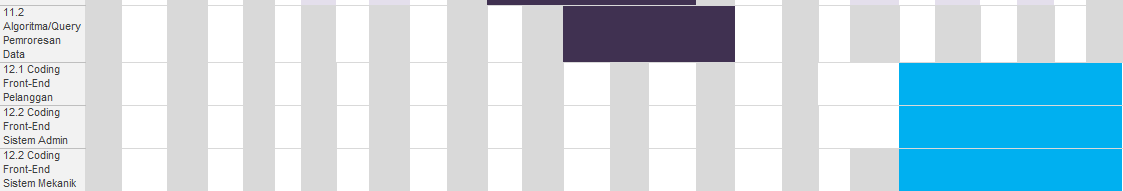 11.2
Algoritma/Query
Pemroresan
Data
12.1 Coding
Front-End
Pelanggan
12.2 Coding
Front-End
Sistem Admin
12.2 Coding
Front-End
Sistem Mekanik